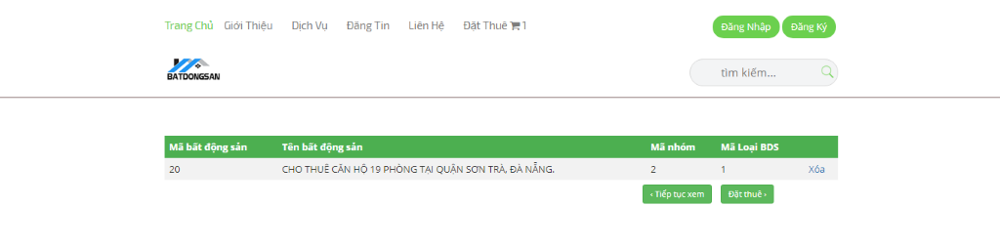 Trang Chủ Giới Thiệu Dịch Vụ Đăng Tin Liên Hệ Đặt Thuê 1 Đăng Nhập Đăng Ký
BATDONGSAN tìm kiếm...
Mã bất động sản Tên bất động sản Mã nhóm Mã Loại BDS
20 CHO THUÊ CĂN HỘ 19 PHÒNG TẠI QUẬN SƠN TRÀ, ĐÀ NẴNG. 2 1 Xóa
‹ Tiếp tục xem Đặt thuê ›